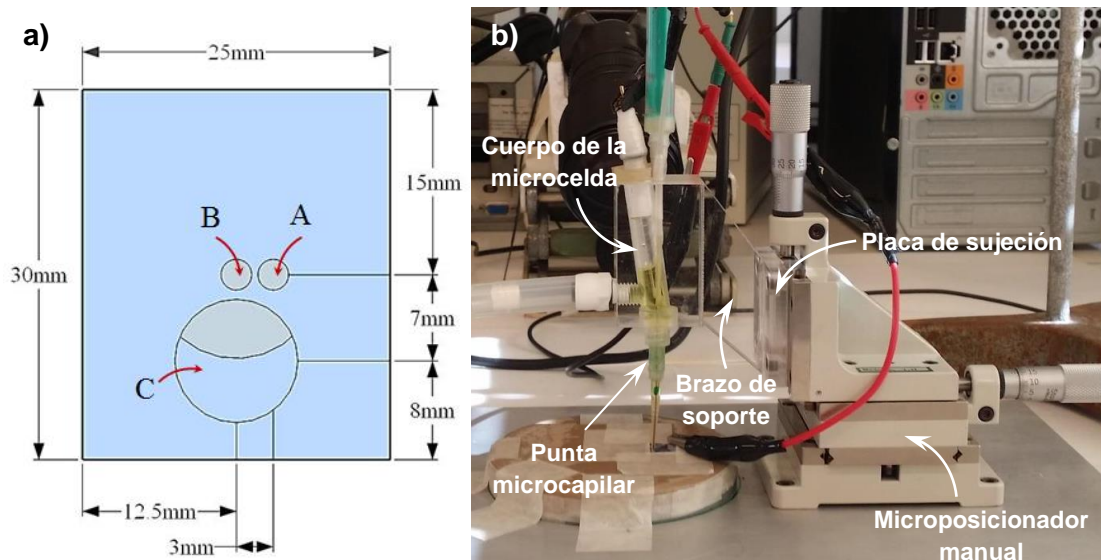 a)
25mm
30mm
15mm
B
A
7mm
C
8mm
12.5mm
3mm
b)
Cuerpo de la
microcelda
Placa de sujeción
Brazo de
soporte
Punta
microcapilar
Microposicionador
manual